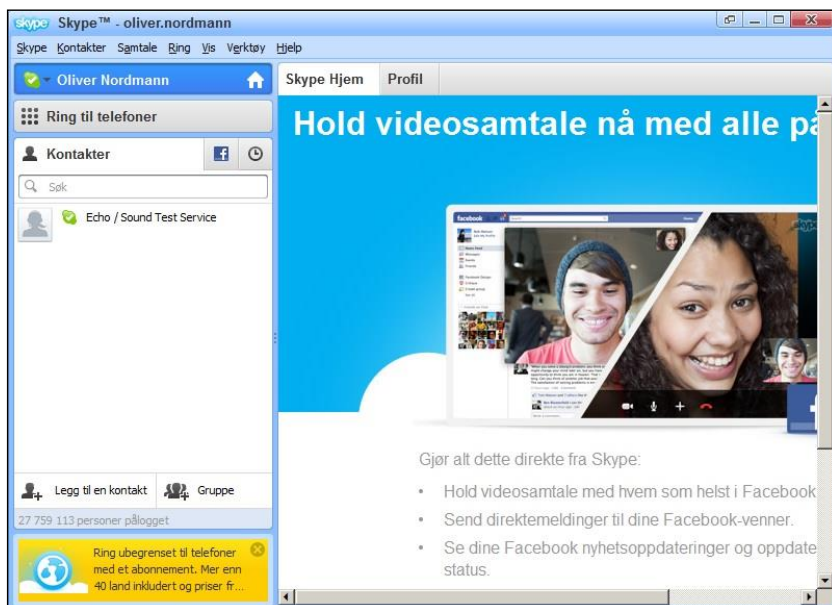 skype Skype™ - oliver.nordmann
Skype Kontakter Samtale Ring Vis Verktøy Hjelp
Oliver Nordmann
Skype Hjem Profil
Ring til telefoner
Hold videosamtale nå med alle på
Kontakter
Søk
Echo / Sound Test Service
facebook
Gjør alt dette direkte fra Skype:
• Hold videosamtale med hvem som helst i Facebook
• Send direktemeldinger til dine Facebook-venner.
• Se dine Facebook nyhetsoppdateringer og oppdate
status.
Legg til en kontakt Gruppe
27 759 113 personer pålogget
Ring ubegrenset til telefoner
med et abonnement. Mer enn
40 land inkludert og priser fr...